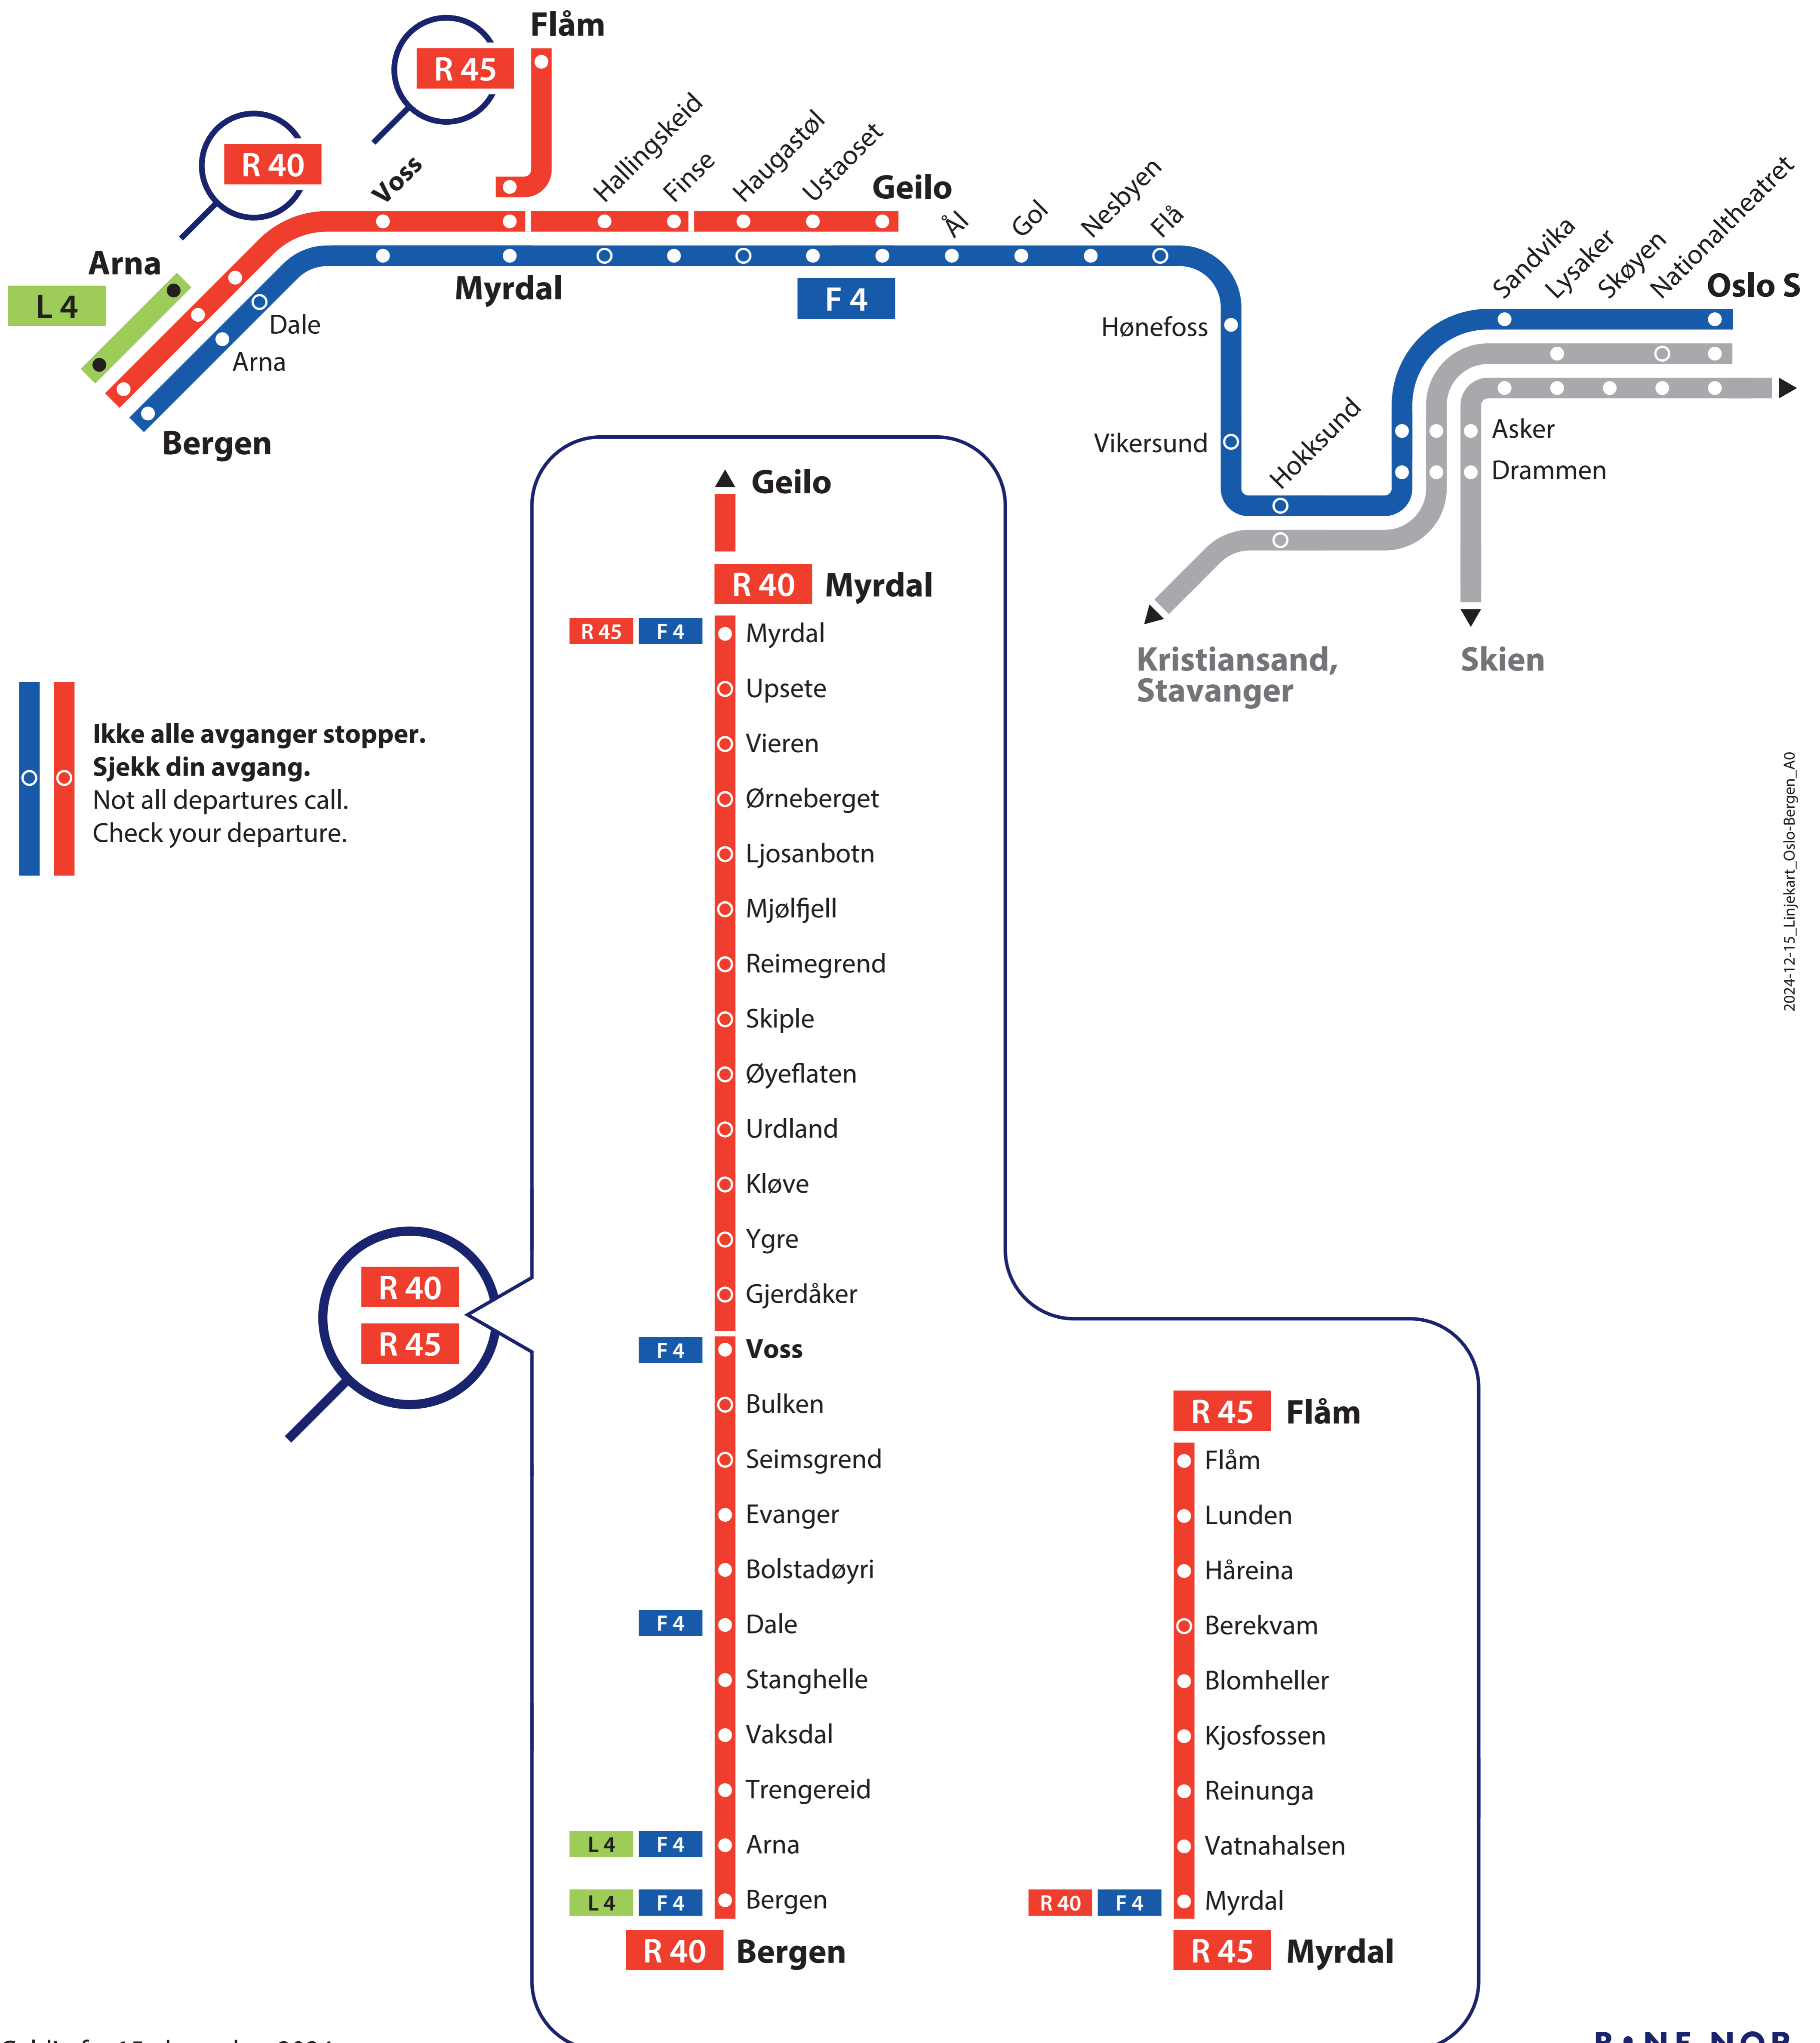 Flåm
R 45
R 40
Voss
Hallingskeid
Finse
Haugastøl
Ustaoset
Geilo
Ål
Gol
Nesbyen
Flå
Sandvika
Lysaker
Skøyen
Nationaltheatret
Oslo S
Arna
L 4
Dale
Arna
Bergen
Myrdal
F 4
Hønefoss
Vikersund
Hokksund
Asker
Drammen
Kristiansand,
Stavanger
Skien
Ikke alle avganger stopper.
Sjekk din avgang.
Not all departures call.
Check your departure.
2024-12-15_Linjekart_Oslo-Bergen_A0
Geilo
R 40 Myrdal
R 45 F 4 Myrdal
Upsete
Vieren
Ørneberget
Ljosanbotn
Mjølfjell
Reimegrend
Skiple
Øyeflaten
Urdland
Kløve
Ygre
Gjerdåker
R 40
R 45
F 4 Voss
Bulken
Seimsgrend
Evanger
Bolstadøyri
F 4 Dale
Stanghelle
Vaksdal
Trengereid
L 4 F 4 Arna
L 4 F 4 Bergen
R 40 Bergen
R 45 Flåm
Flåm
Lunden
Håreina
Berekvam
Blomheller
Kjosfossen
Reinunga
Vatnahalsen
R 40 F 4 Myrdal
R 45 Myrdal